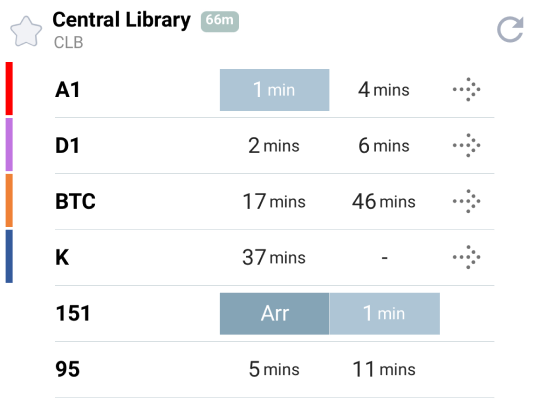 Central Library 66m
CLB
A1 1 min 4 mins
D1 2 mins 6 mins
BTC 17 mins 46 mins
K 37 mins -
151 Arr 1 min
95 5 mins 11 mins